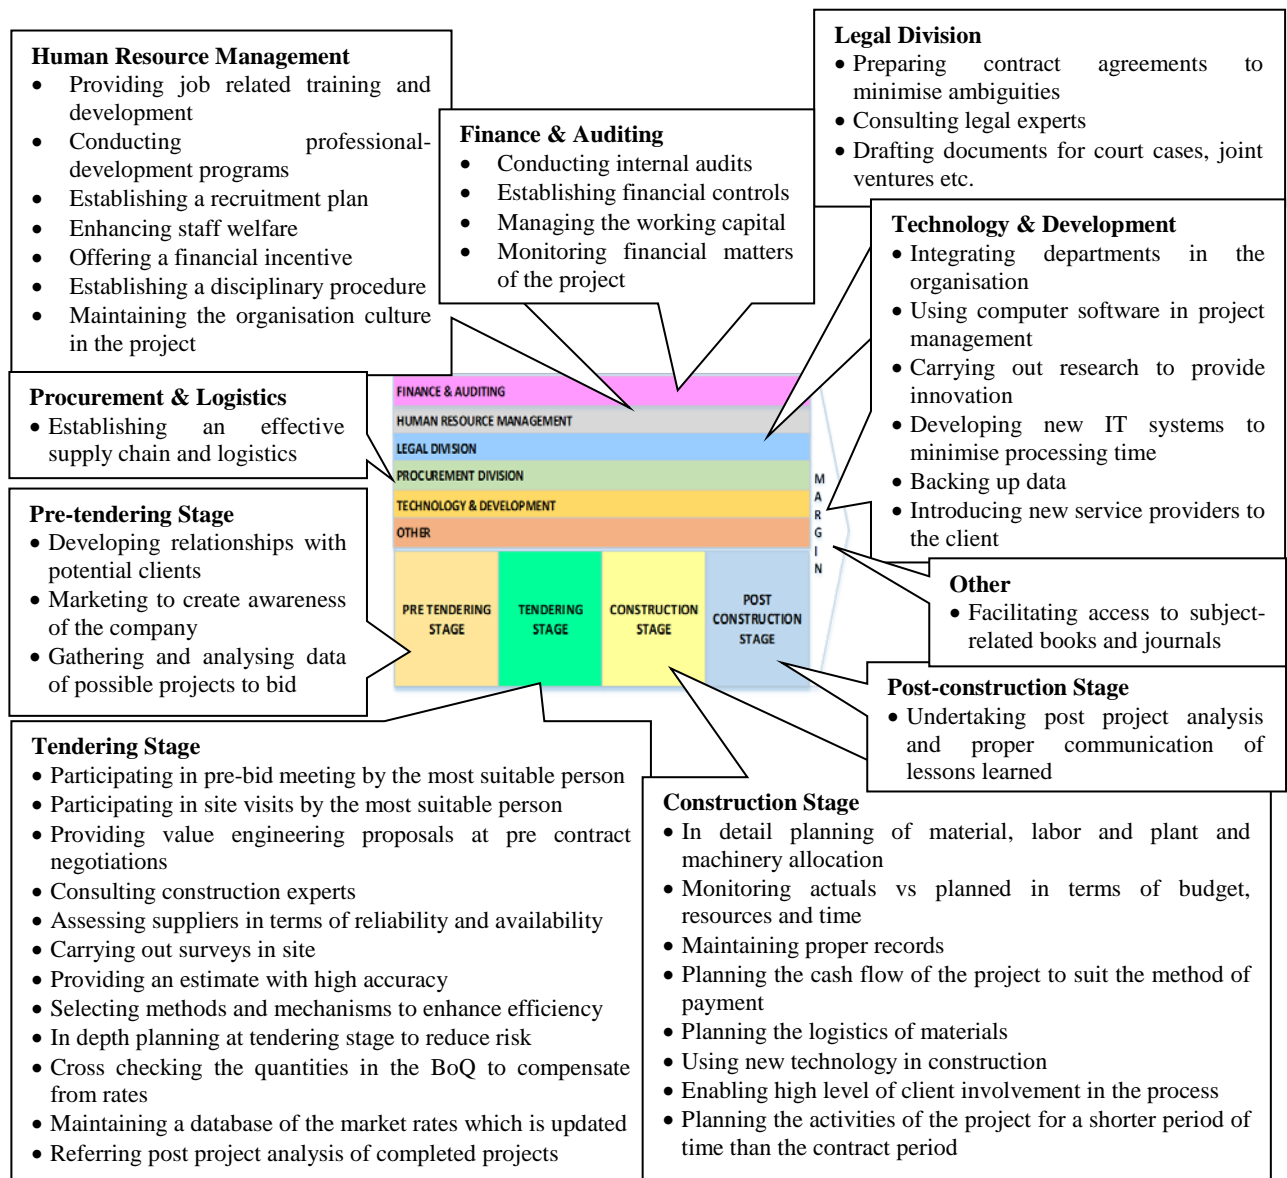 Human Resource Management
• Providing job related training and
development
• Conducting professional-
development programs
• Establishing a recruitment plan
• Enhancing staff welfare
• Offering a financial incentive
• Establishing a disciplinary procedure
• Maintaining the organisation culture
in the project
Finance & Auditing
• Conducting internal audits
• Establishing financial controls
• Managing the working capital
• Monitoring financial matters
of the project
Legal Division
• Preparing contract agreements to
minimise ambiguities
• Consulting legal experts
• Drafting documents for court cases, joint
ventures etc.
Technology & Development
• Integrating departments in the
organisation
• Using computer software in project
management
• Carrying out research to provide
innovation
• Developing new IT systems to
minimise processing time
• Backing up data
• Introducing new service providers to
the client
Procurement & Logistics
• Establishing an effective
supply chain and logistics
FINANCE & AUDITING
HUMAN RESOURCE MANAGEMENT
LEGAL DIVISION
PROCUREMENT DIVISION
TECHNOLOGY & DEVELOPMENT
OTHER
PRE TENDERING
STAGE
TENDERING
STAGE
CONSTRUCTION
STAGE
POST
CONSTRUCTION
STAGE
M
A
R
G
I
N
Pre-tendering Stage
• Developing relationships with
potential clients
• Marketing to create awareness
of the company
• Gathering and analysing data
of possible projects to bid
Other
• Facilitating access to subject-
related books and journals
Post-construction Stage
• Undertaking post project analysis
and proper communication of
lessons learned
Tendering Stage
• Participating in pre-bid meeting by the most suitable person
• Participating in site visits by the most suitable person
• Providing value engineering proposals at pre contract
negotiations
• Consulting construction experts
• Assessing suppliers in terms of reliability and availability
• Carrying out surveys in site
• Providing an estimate with high accuracy
• Selecting methods and mechanisms to enhance efficiency
• In depth planning at tendering stage to reduce risk
• Cross checking the quantities in the BoQ to compensate
from rates
• Maintaining a database of the market rates which is updated
• Referring post project analysis of completed projects
Construction Stage
• In detail planning of material, labor and plant and
machinery allocation
• Monitoring actuals vs planned in terms of budget,
resources and time
• Maintaining proper records
• Planning the cash flow of the project to suit the method of
payment
• Planning the logistics of materials
• Using new technology in construction
• Enabling high level of client involvement in the process
• Planning the activities of the project for a shorter period of
time than the contract period